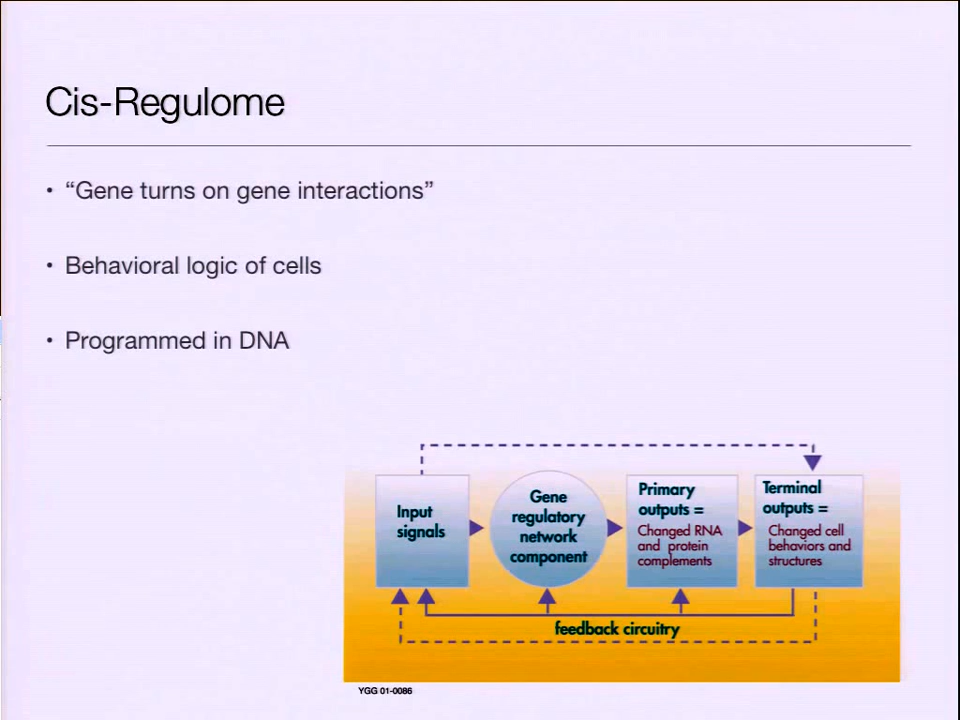 Cis-Regulome
• “Gene turns on gene interactions”
• Behavioral logic of cells
• Programmed in DNA
Input
signals
Gene
regulatory
network
component
Primary
outputs =
Changed RNA
and protein
complements
Terminal
outputs =
Changed cell
behaviors and
structures
feedback circuitry
YGG 01-0086